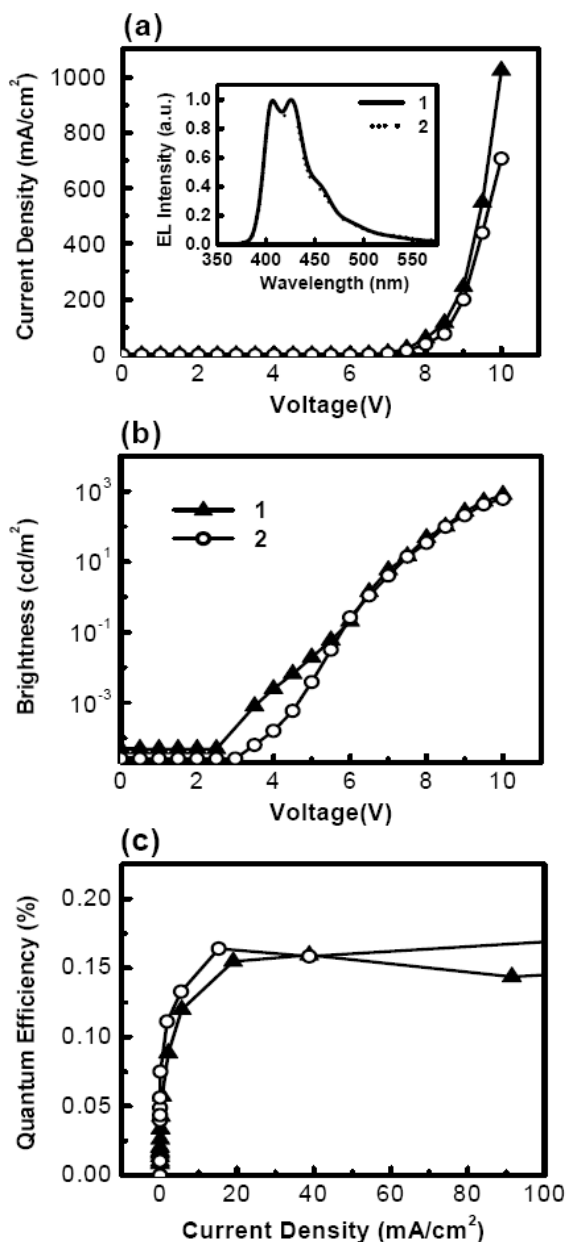 (a)
Current Density (mA/cm²)
1000
800
600
400
200
0
EL Intensity (a.u.)
1.0
0.8
0.6
0.4
0.2
0.0
1
2
350 400 450 500 550
Wavelength (nm)
0 2 4 6 8 10
Voltage(V)
(b)
Brightness (cd/m²)
10³
10¹
10⁻¹
10⁻³
1
2
0 2 4 6 8 10
Voltage(V)
(c)
Quantum Efficiency (%)
0.20
0.15
0.10
0.05
0.00
0 20 40 60 80 100
Current Density (mA/cm²)